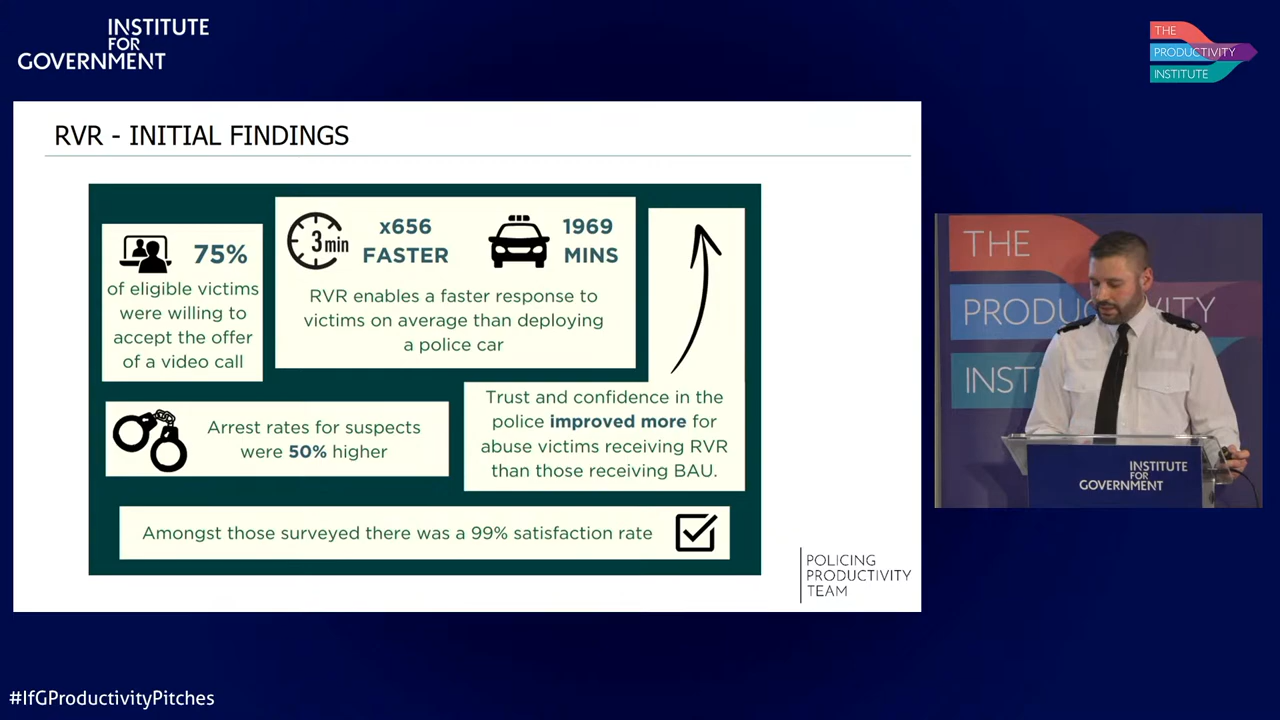 INSTITUTE
FOR
GOVERNMENT
THE
PRODUCTIVITY
INSTITUTE
RVR - INITIAL FINDINGS
75%
of eligible victims
were willing to
accept the offer
of a video call
3 min
x656
FASTER
1969
MINS
RVR enables a faster response to
victims on average than deploying
a police car
Arrest rates for suspects
were 50% higher
Trust and confidence in the
police improved more for
abuse victims receiving RVR
than those receiving BAU.
Amongst those surveyed there was a 99% satisfaction rate
POLICING
PRODUCTIVITY
TEAM
THE
PRODUCTIVITY
INST
INSTITUTE
FOR
GOVERNMENT
#IfGProductivityPitches